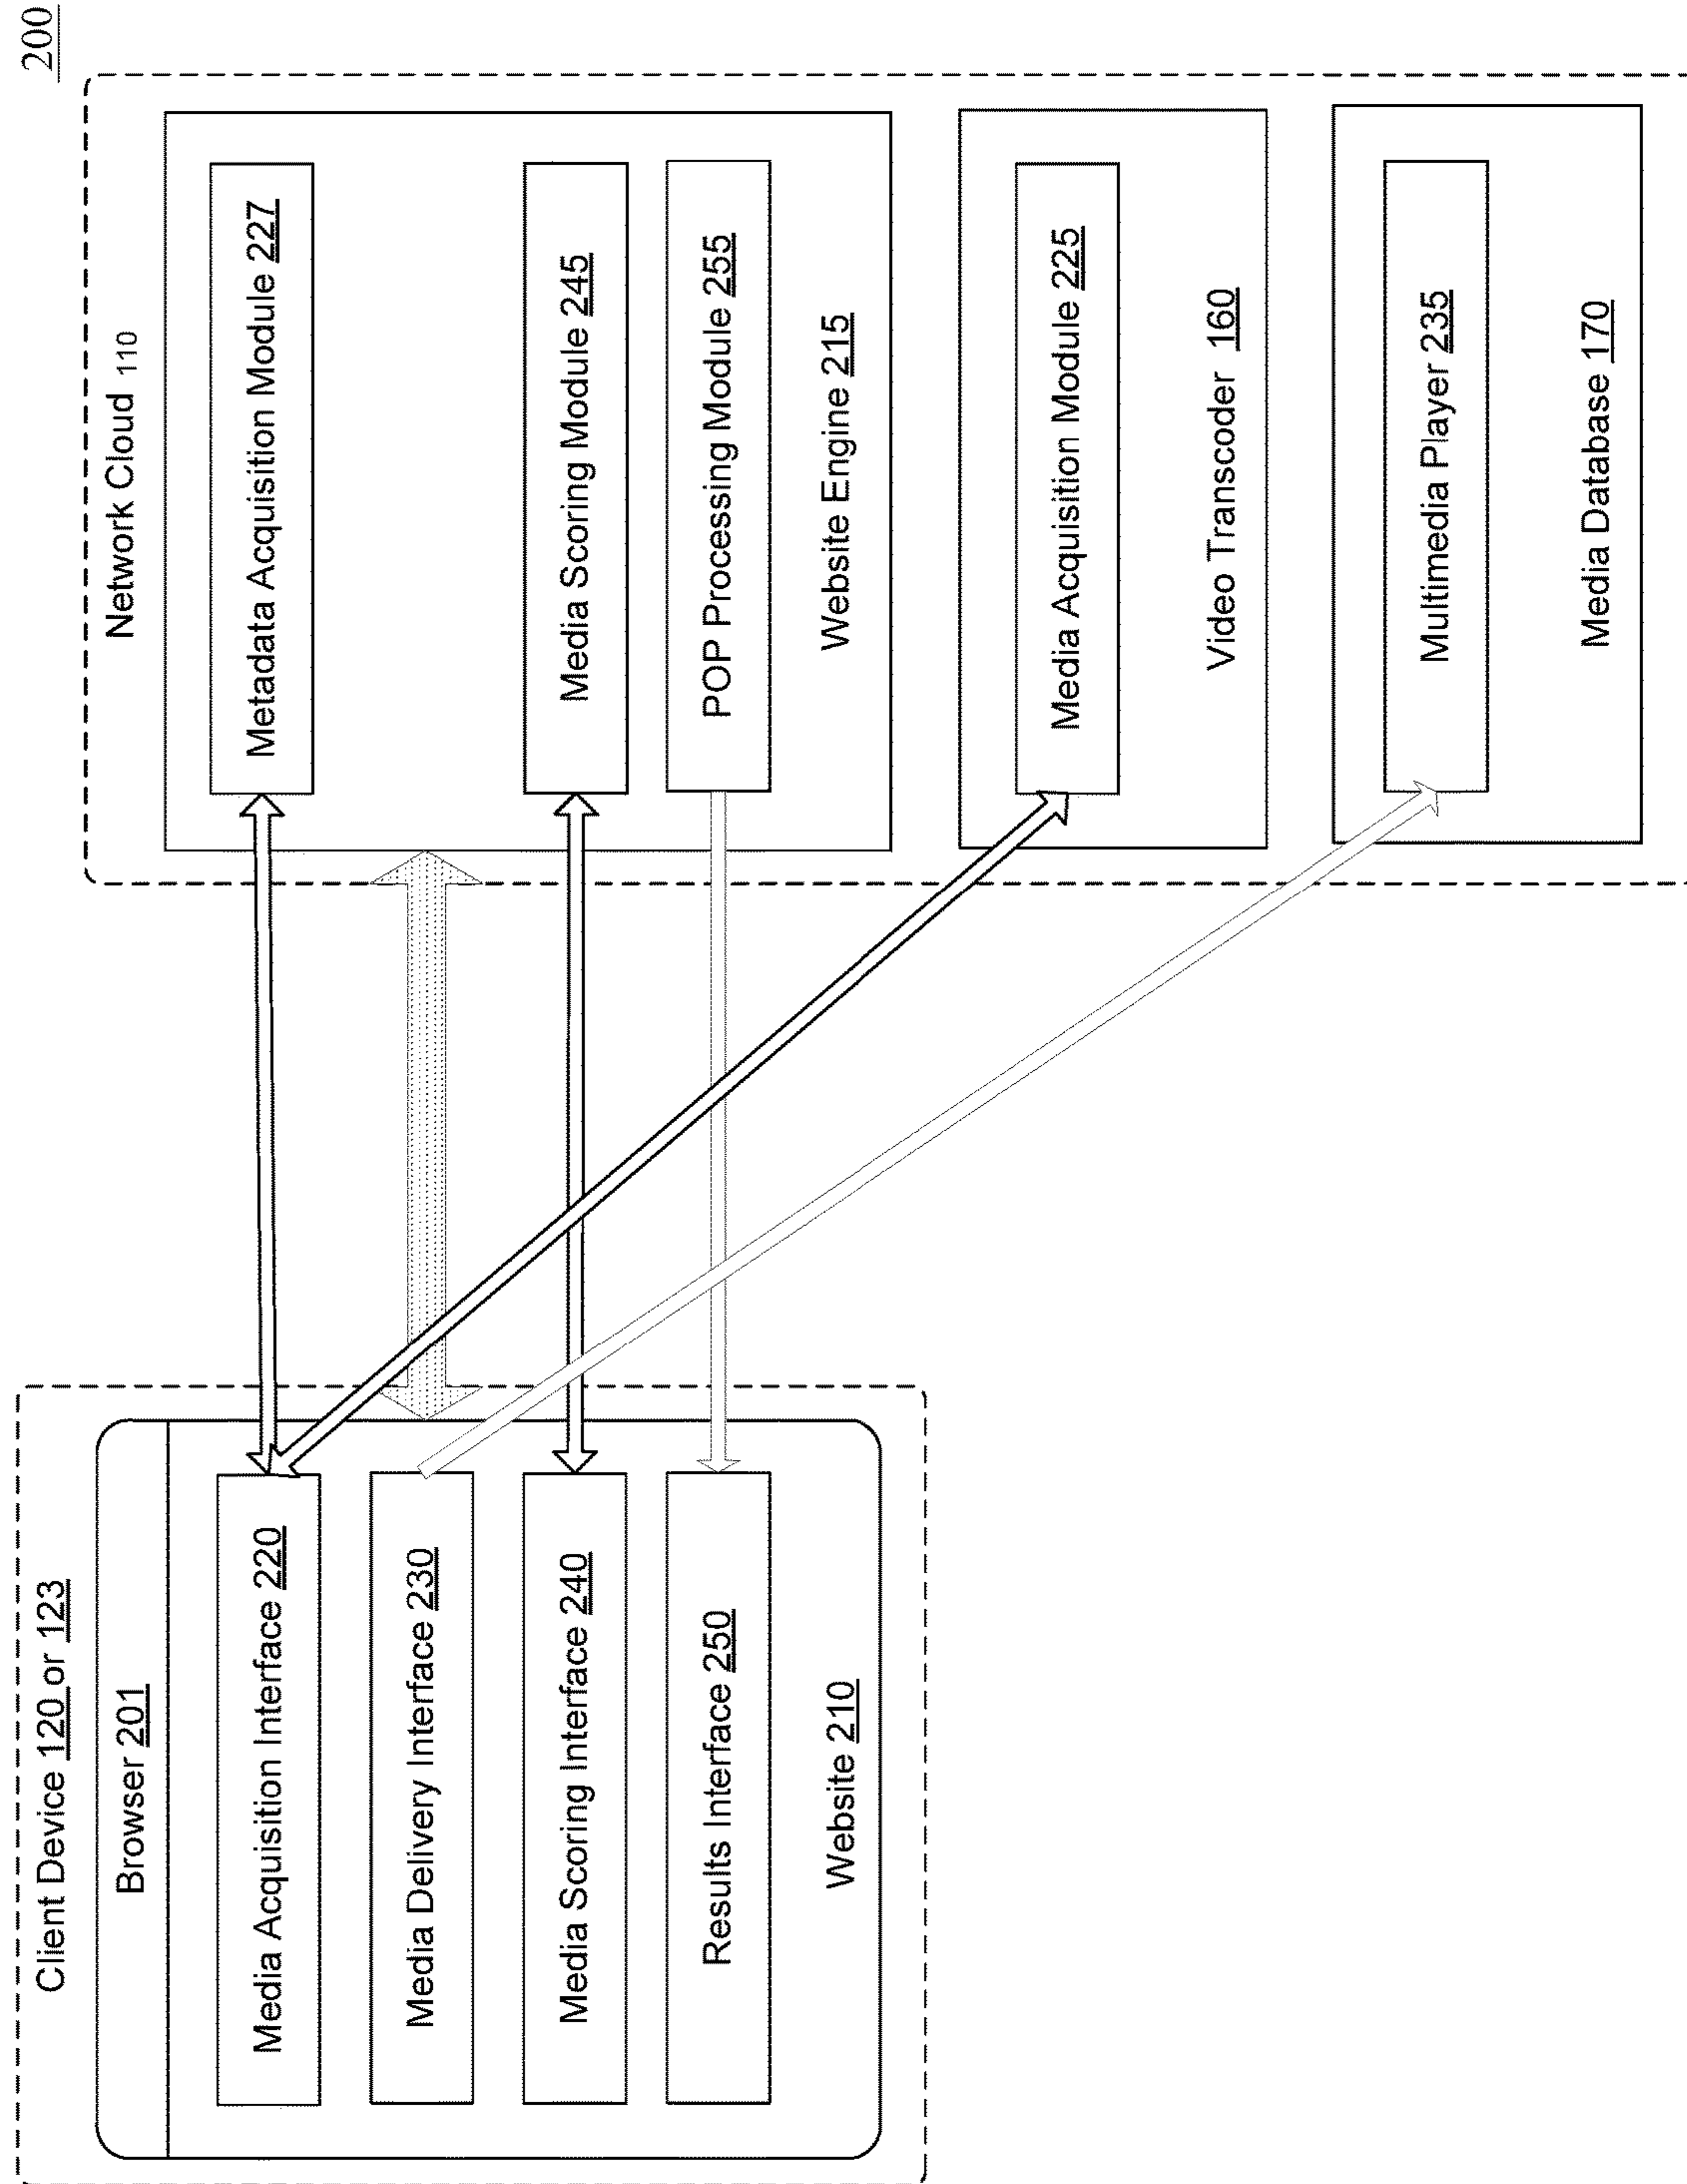 200
Client Device 120 or 123
Browser 201
Media Acquisition Interface 220
Media Delivery Interface 230
Media Scoring Interface 240
Results Interface 250
Website 210
Network Cloud 110
Metadata Acquisition Module 227
Media Scoring Module 245
POP Processing Module 255
Website Engine 215
Media Acquisition Module 225
Video Transcoder 160
Multimedia Player 235
Media Database 170